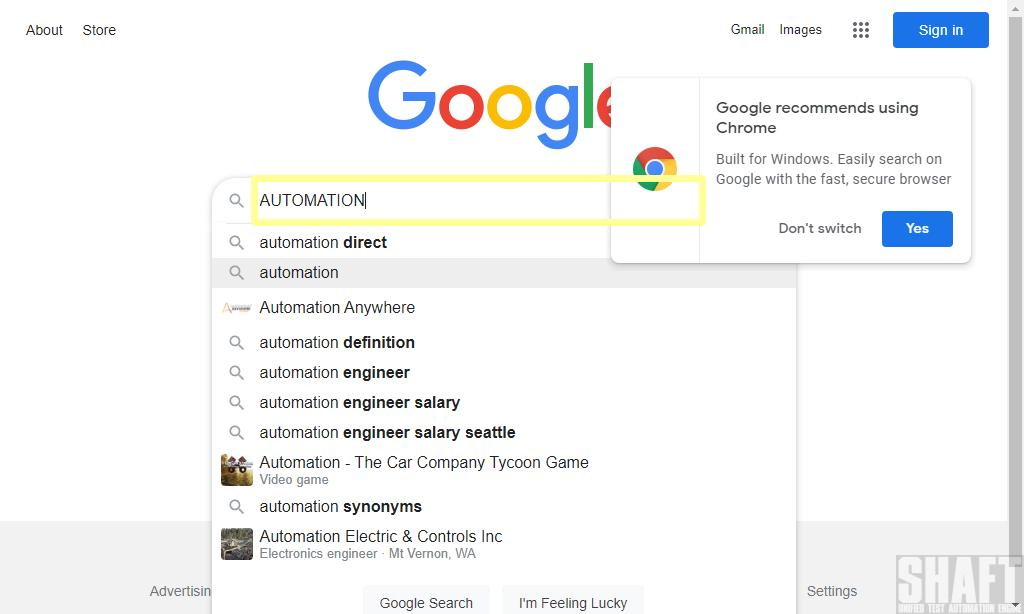 About Store
Gmail Images
Sign in
Google
Google recommends using
Chrome
Built for Windows. Easily search on
Google with the fast, secure browser
Don't switch
Yes
AUTOMATION
automation direct
automation
Automation Anywhere
automation definition
automation engineer
automation engineer salary
automation engineer salary seattle
Automation - The Car Company Tycoon Game
Video game
automation synonyms
Automation Electric & Controls Inc
Electronics engineer · Mt Vernon, WA
Advertisin
Google Search
I'm Feeling Lucky
Settings
SHAFT
UNIFIED TEST AUTOMATION